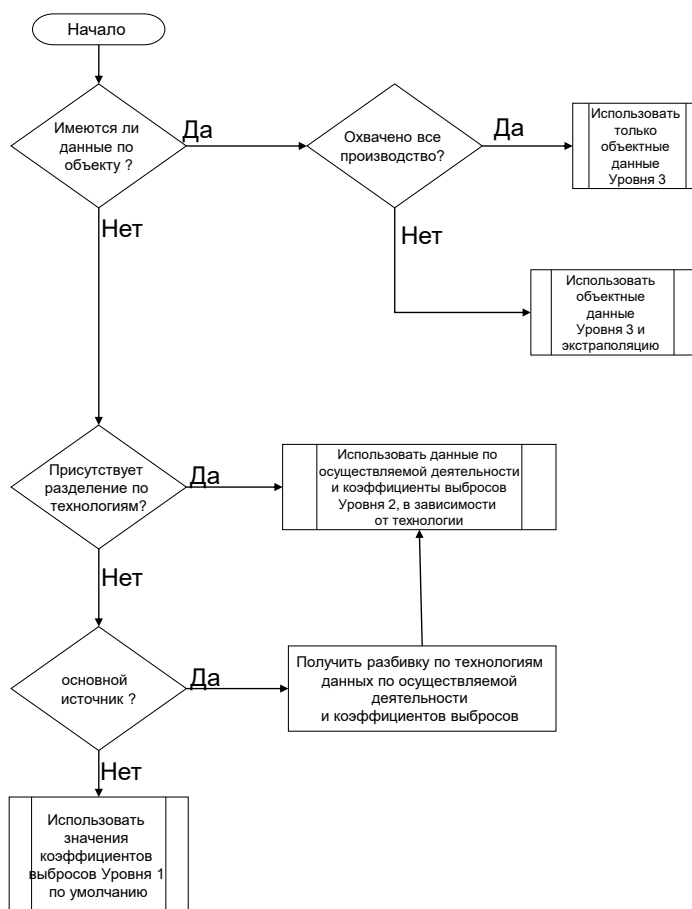 Начало
Имеются ли
данные по
объекту ?
Да
Охвачено все
производство?
Да
Использовать
только
объектные
данные
Уровня 3
Нет
Нет
Использовать
объектные
данные
Уровня 3 и
экстраполяцию
Присутствует
разделение по
технологиям?
Да
Использовать данные по
осуществляемой деятельности
и коэффициенты выбросов
Уровня 2, в зависимости
от технологии
Нет
основной
источник ?
Да
Получить разбивку по технологиям
данных по осуществляемой
деятельности
и коэффициентов выбросов
Нет
Использовать
значения
коэффициентов
выбросов Уровня 1
по умолчанию